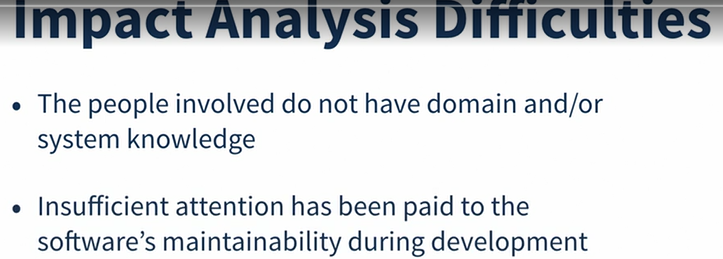 Impact Analysis Difficulties
• The people involved do not have domain and/or
system knowledge
• Insufficient attention has been paid to the
software’s maintainability during development